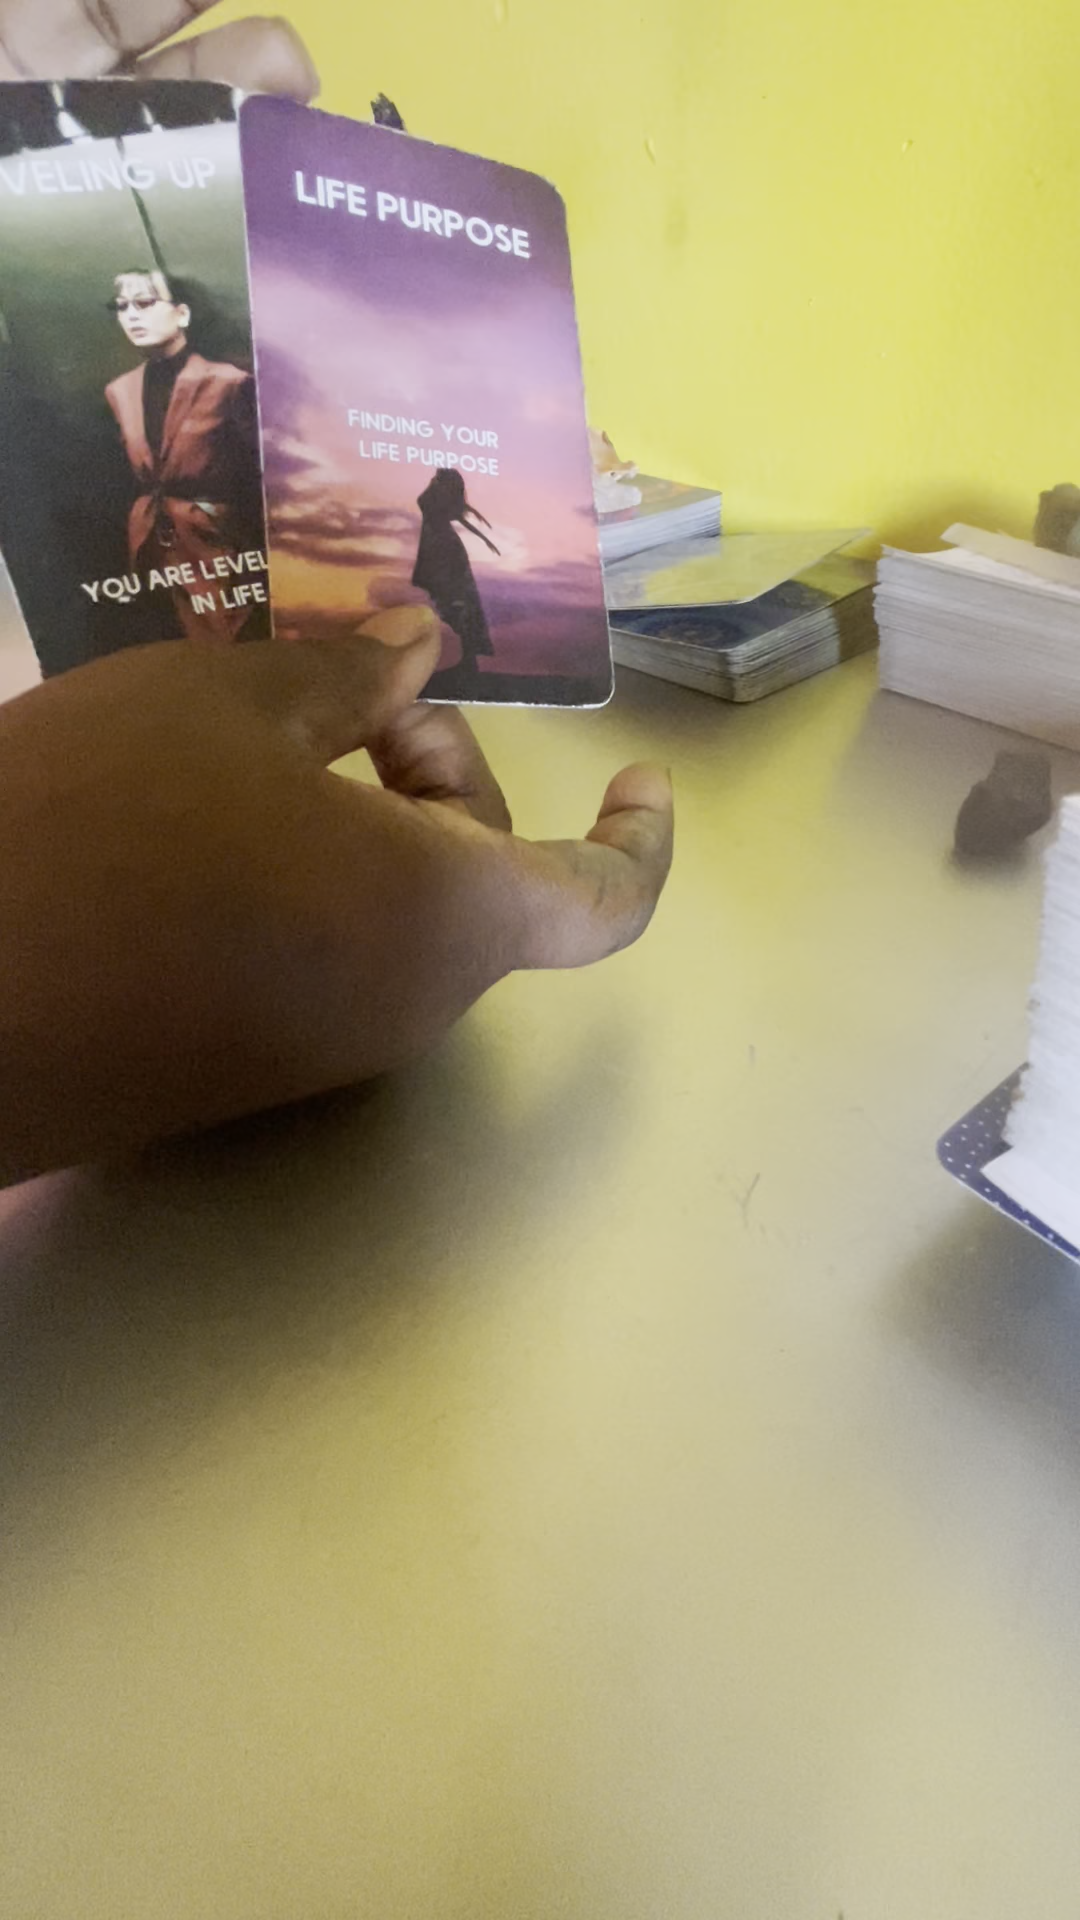 VELING UP
YOU ARE LEVEL
IN LIFE
LIFE PURPOSE
FINDING YOUR
LIFE PURPOSE